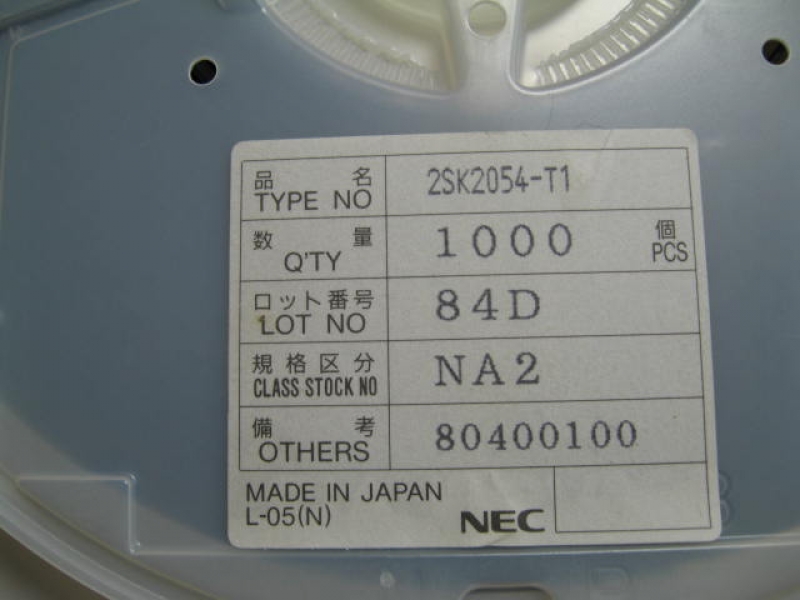 品 名
TYPE NO
2SK2054-T1
数 量
Q'TY
1000
個
PCS
ロット番号
LOT NO
84D
規格区分
CLASS STOCK NO
NA2
備 考
OTHERS
80400100
MADE IN JAPAN
L-05(N)
NEC